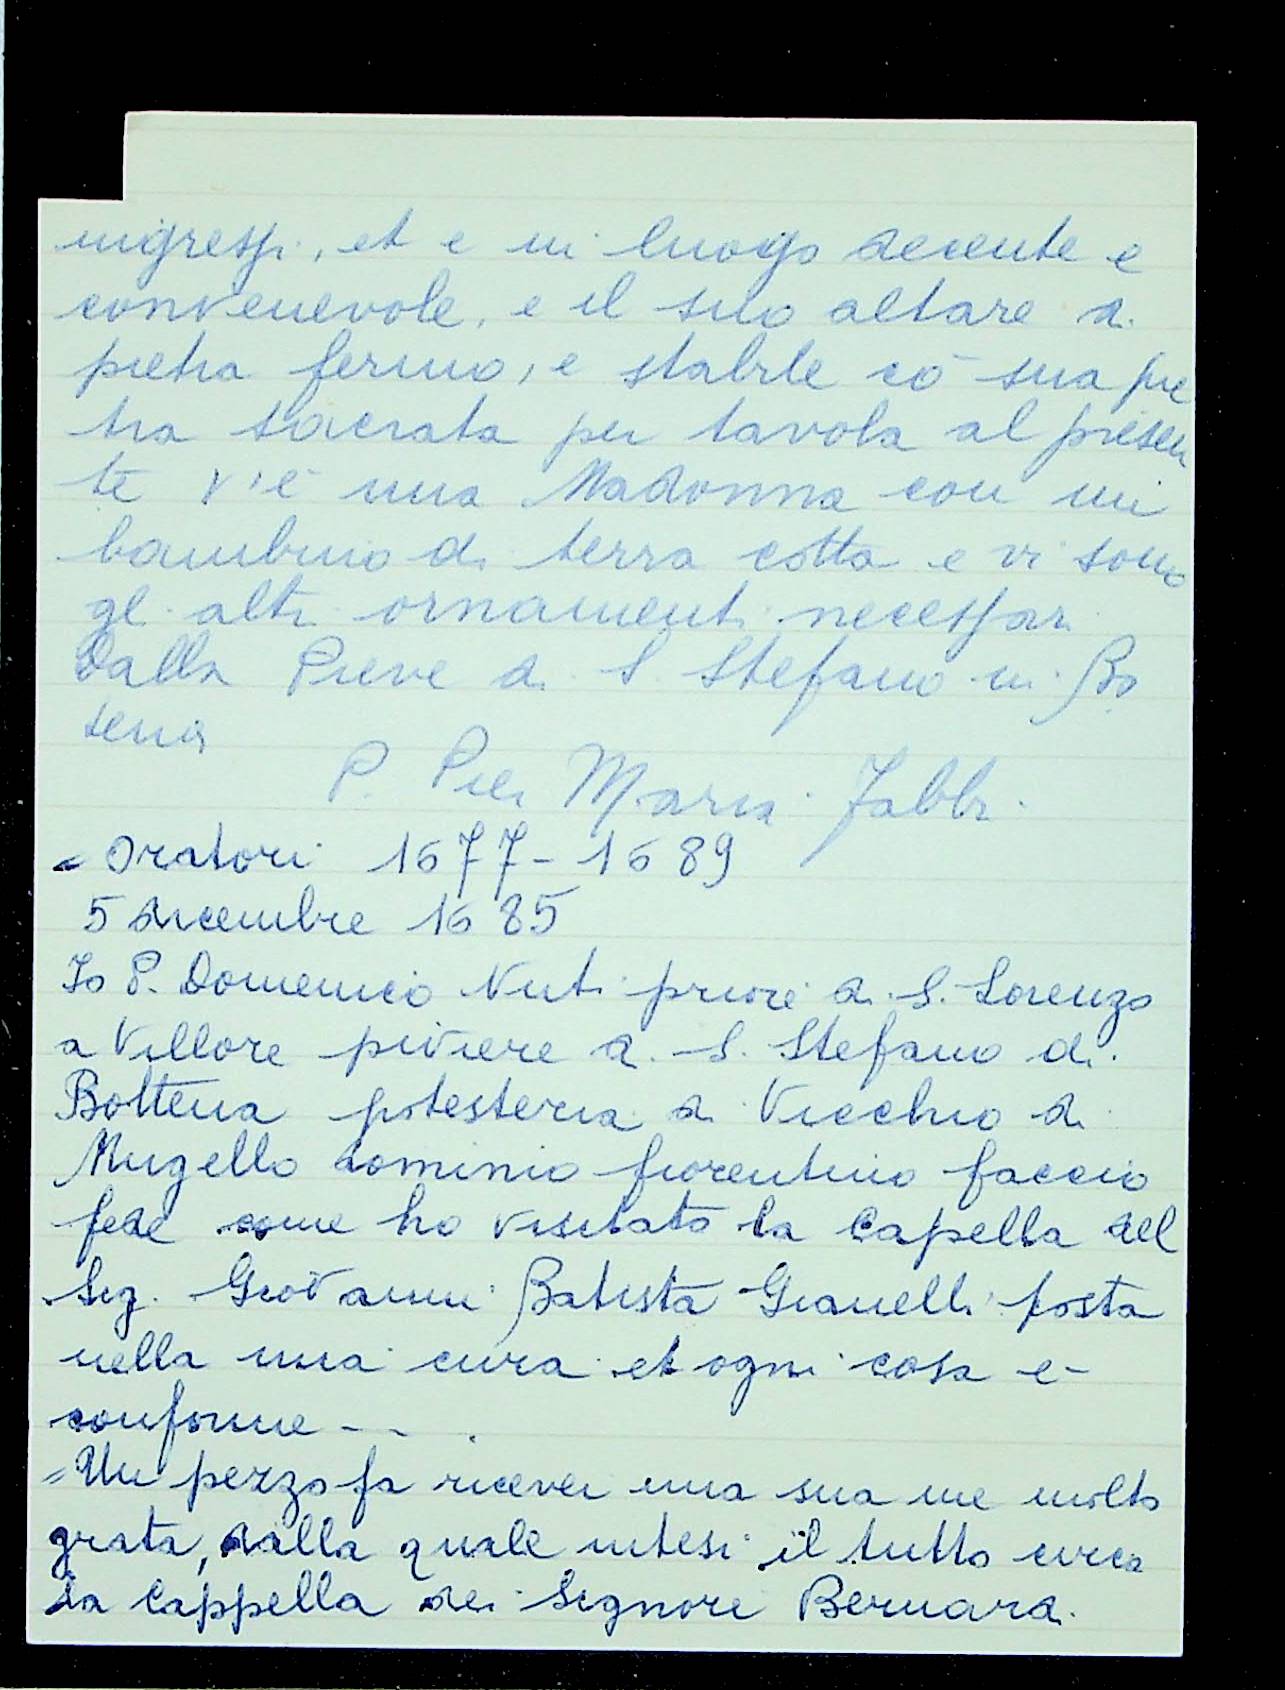 ingressi, et e in luogo decente e
convenevole, e il suo altare di
pietra fermo, e stabile cō sua pie
tra sacrata per tavola al presen
te v'è una Madonna con un
bambino di terra cotta e vi sono
gli altri ornamenti necessari
Dalla Pieve di S. Stefano in Bo
tena
P. Pier Maria Fabbri
= Oratori 1677-1689
5 dicembre 1685
Io P. Domenico Nuti priore di S. Lorenzo
a Villore piviere di S. Stefano di
Bottena potesteria di Vicchio di
Mugello dominio fiorentino faccio
fede come ho visitato la Capella del
Sig. Giovanni Batista Gianelli posta
nella mia cura et ogni cosa e
conforme - - .
= Un pezzo fa ricevei una sua me molto
grata, dalla quale intesi il tutto circa
la Cappella dei Signori Bernardi